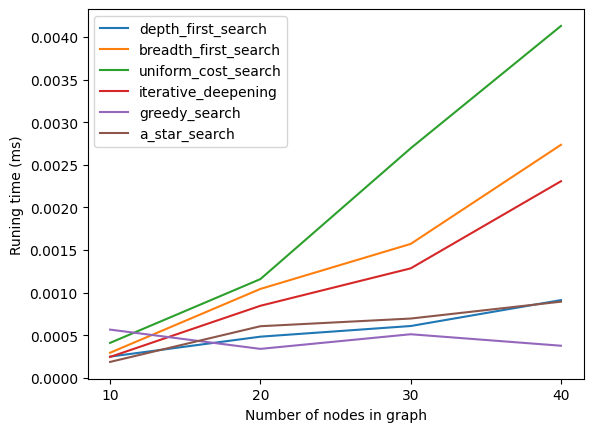 depth_first_search
breadth_first_search
uniform_cost_search
iterative_deepening
greedy_search
a_star_search
0.0040
0.0035
0.0030
0.0025
0.0020
0.0015
0.0010
0.0005
0.0000
Runing time (ms)
10 20 30 40
Number of nodes in graph